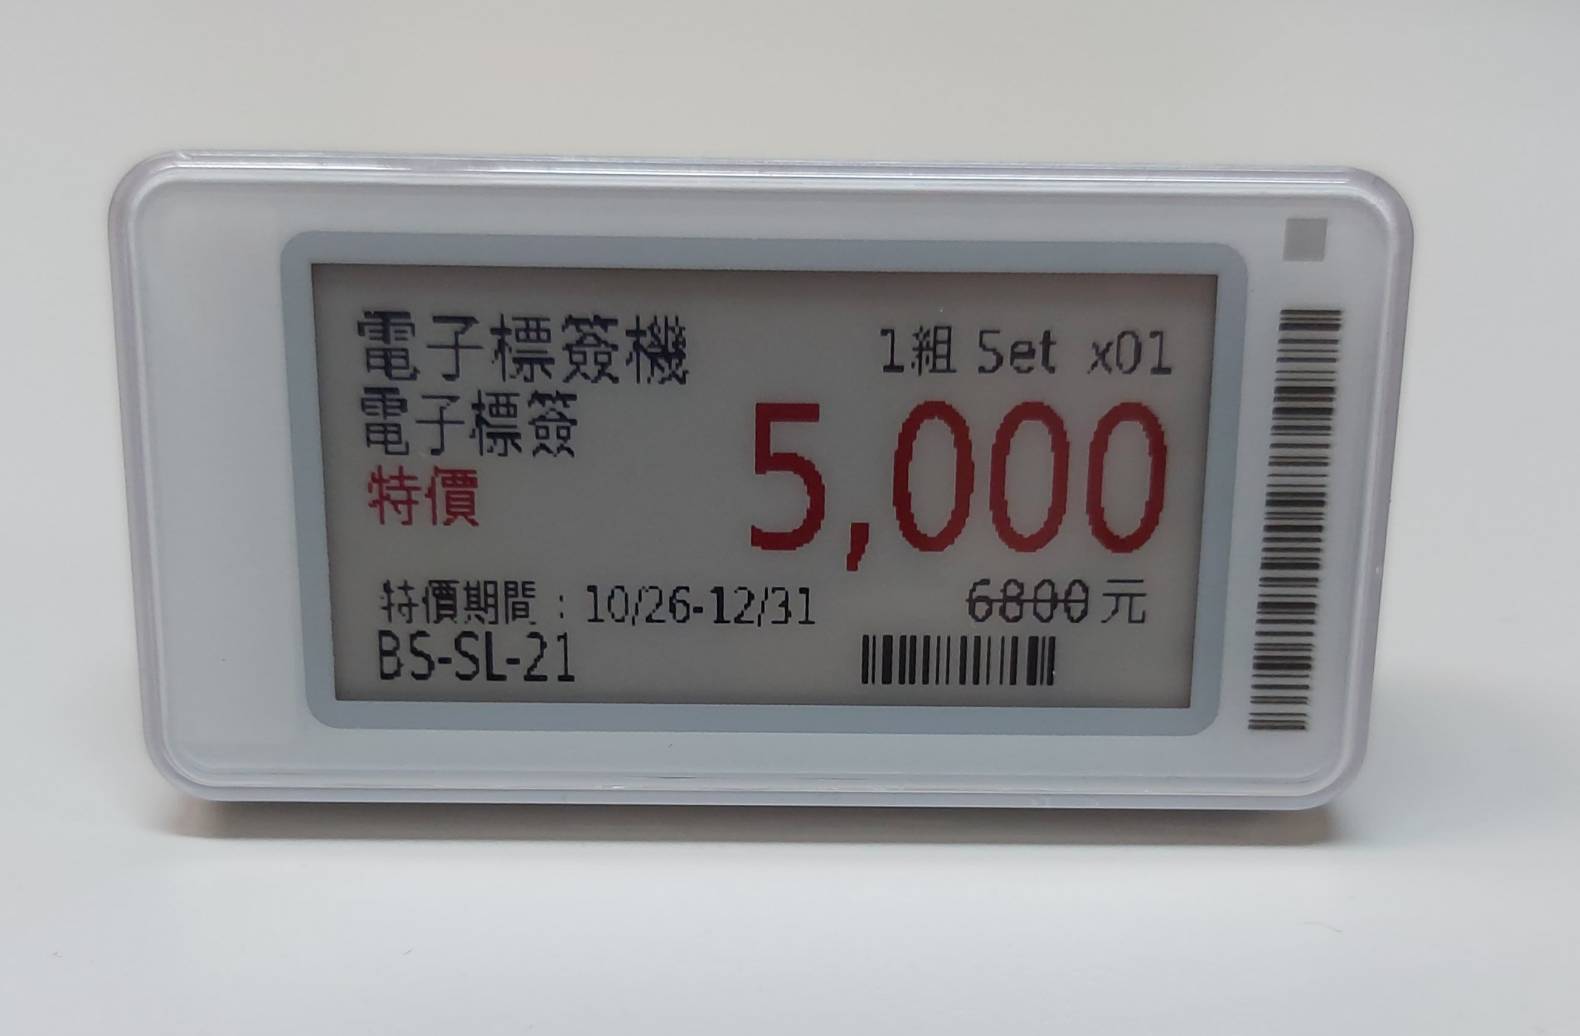 電子標簽機 1組 Set x01
電子標簽
特價 5,000
特價期間：10/26-12/31 6800元
BS-SL-21